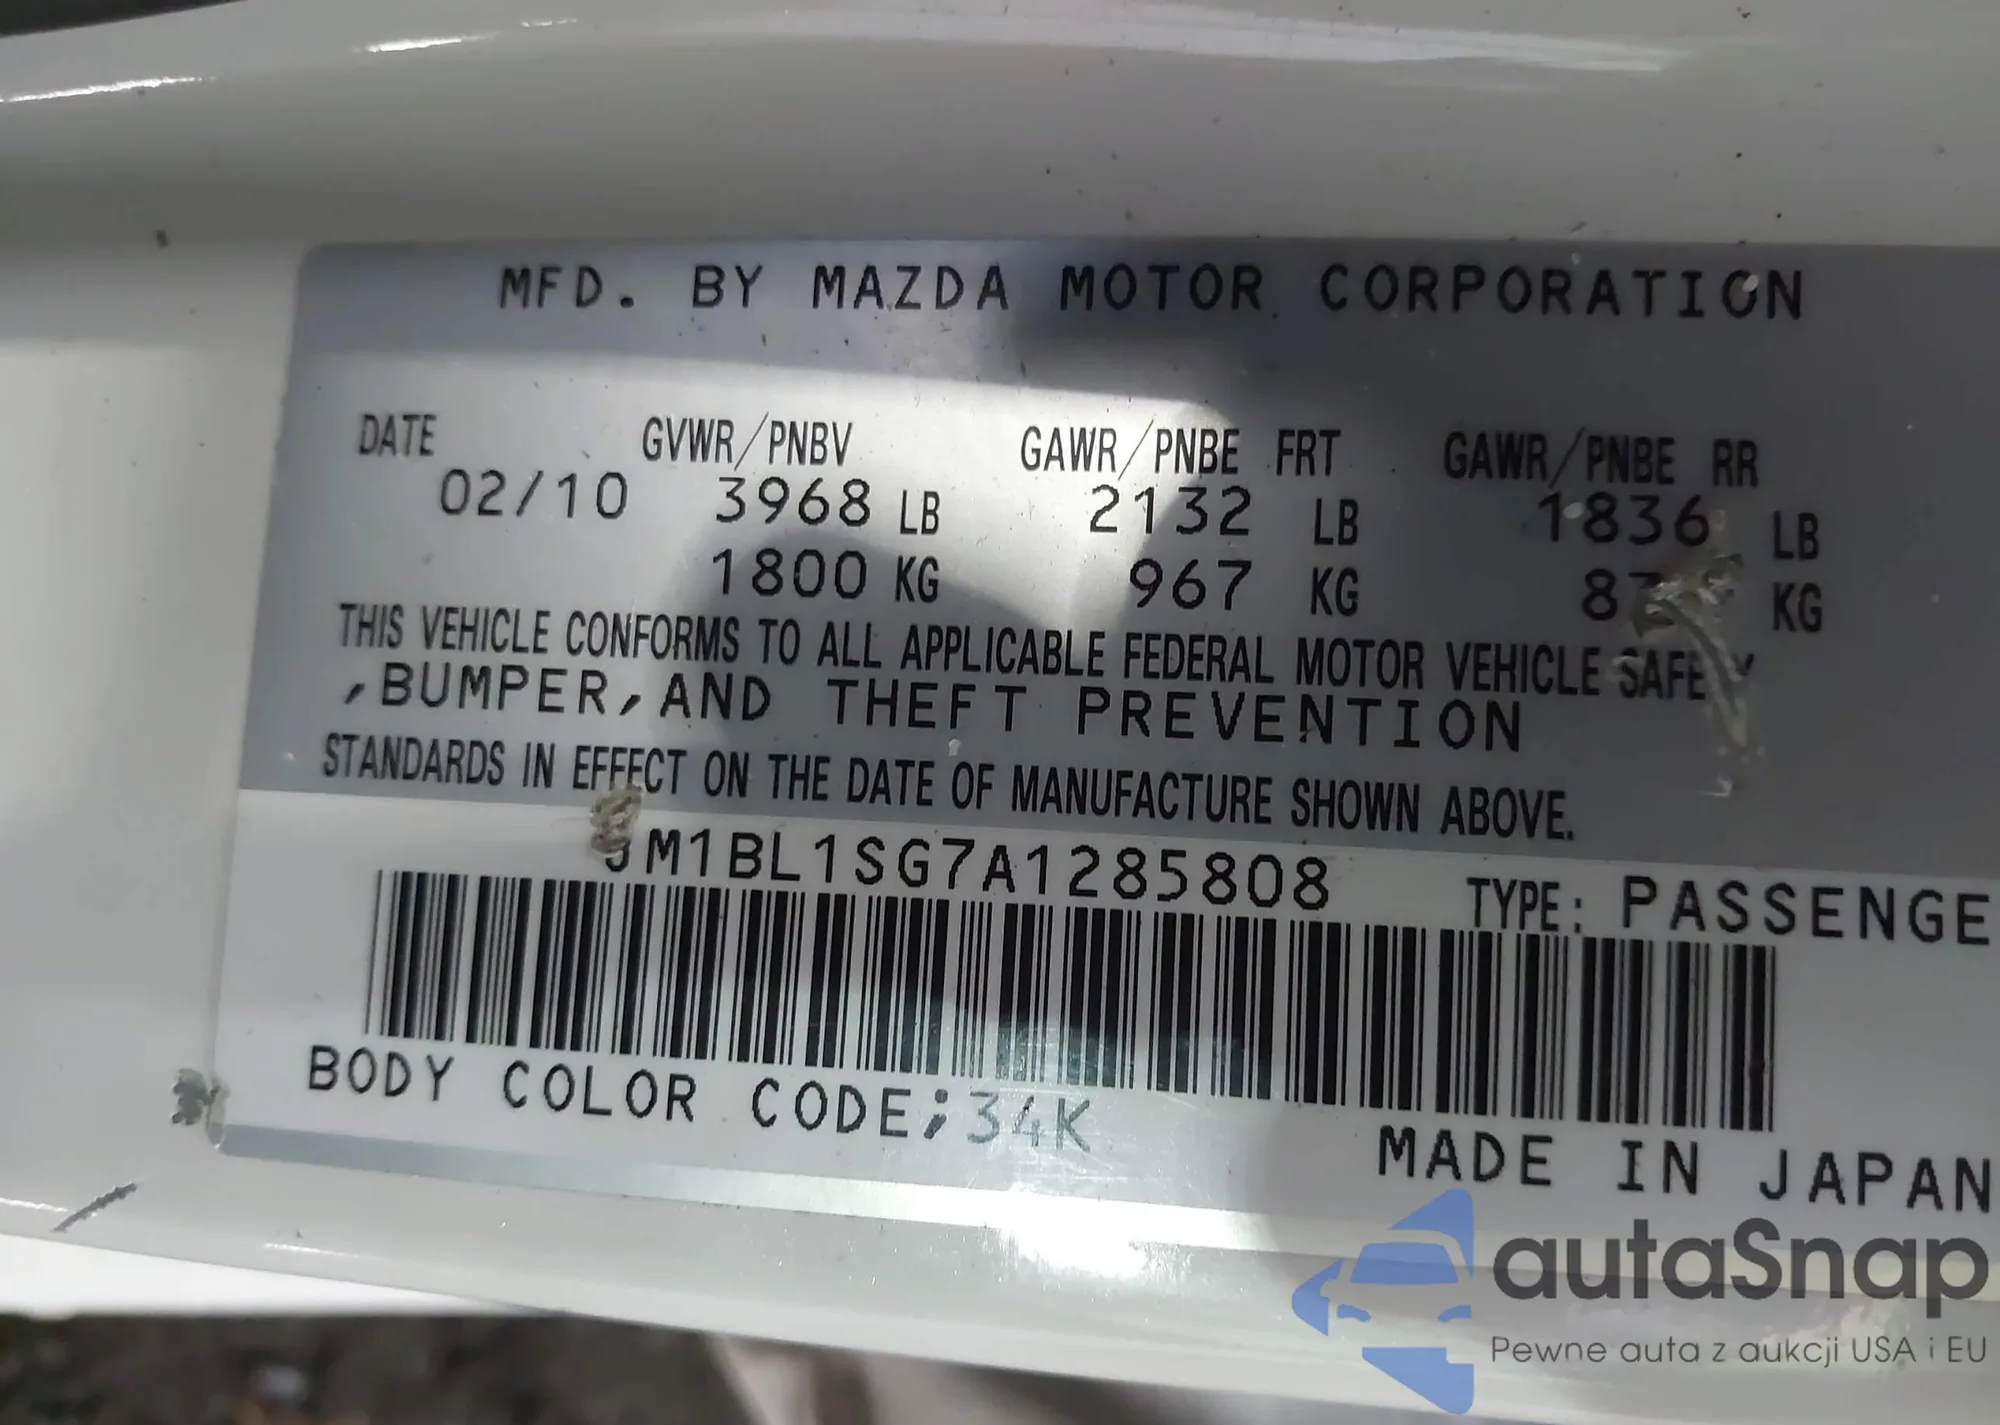 MFD. BY MAZDA MOTOR CORPORATION
DATE GVWR/PNBV GAWR/PNBE FRT GAWR/PNBE RR
02/10 3968 LB 2132 LB 1836 LB
1800 KG 967 KG KG
THIS VEHICLE CONFORMS TO ALL APPLICABLE FEDERAL MOTOR VEHICLE SAFETY
,BUMPER,AND THEFT PREVENTION
STANDARDS IN EFFECT ON THE DATE OF MANUFACTURE SHOWN ABOVE.
JM1BL1SG7A1285808 TYPE: PASSENGE
BODY COLOR CODE;34K
MADE IN JAPAN
autaSnap
Pewne auta z aukcji USA i EU